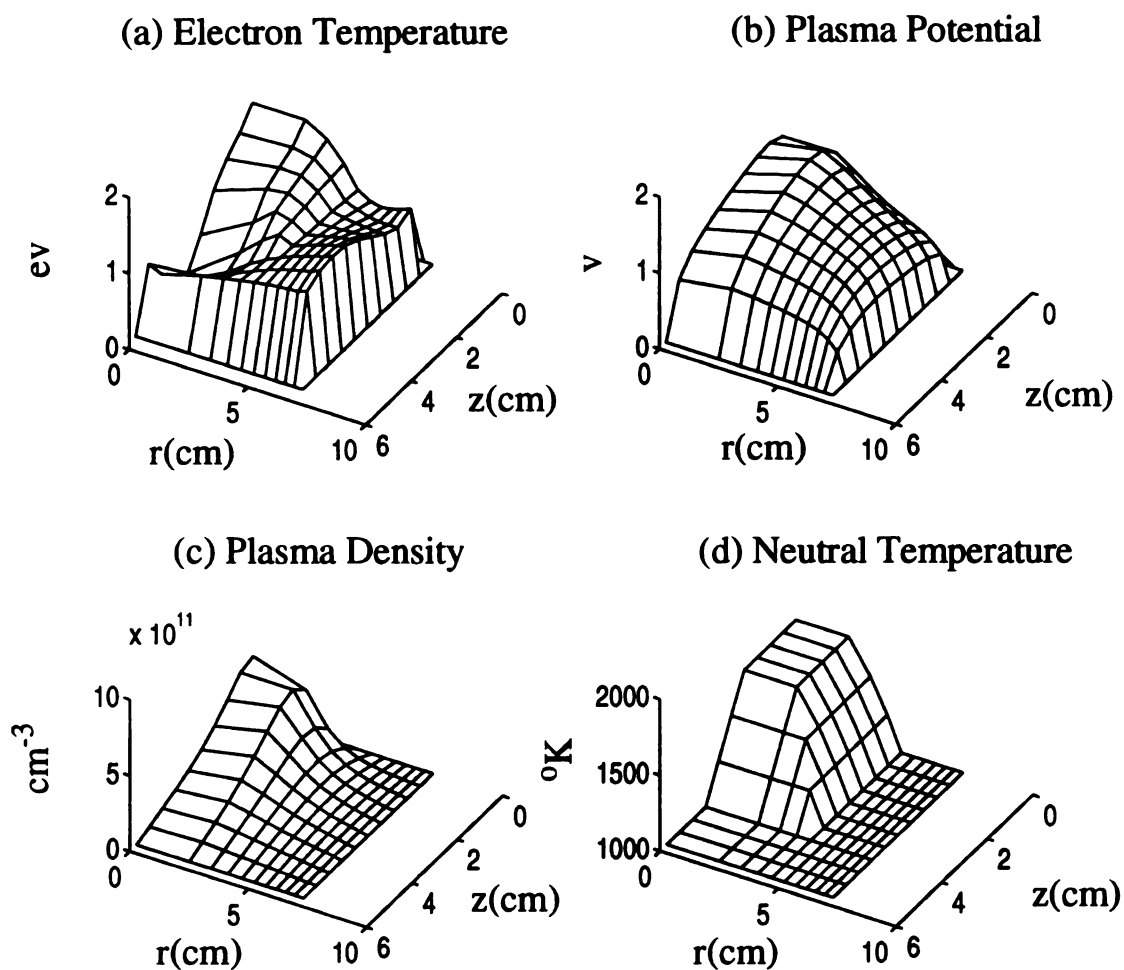 (a) Electron Temperature
(b) Plasma Potential
2
1
0
ev
0
5
10
r(cm)
6
4
2
0
z(cm)
2
1
0
v
0
5
10
r(cm)
6
4
2
0
z(cm)
(c) Plasma Density
(d) Neutral Temperature
x 10^11
10
5
0
cm^-3
0
5
10
r(cm)
6
4
2
0
z(cm)
2000
1500
1000
°K
0
5
10
r(cm)
6
4
2
0
z(cm)